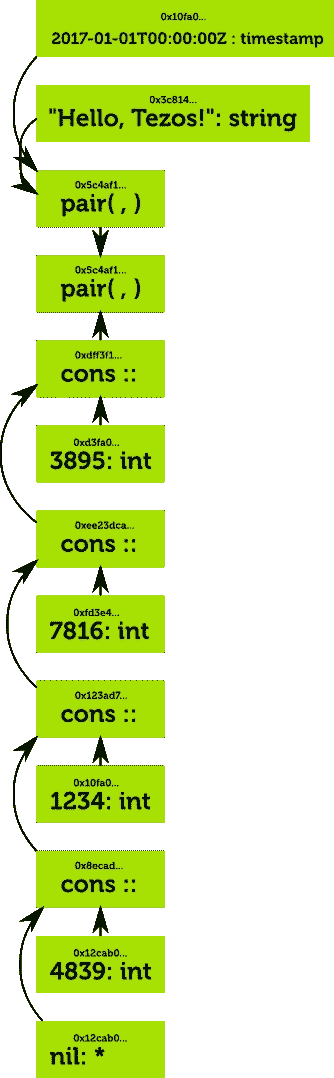 0x10fa0...
2017-01-01T00:00:00Z : timestamp
0x3c814...
"Hello, Tezos!": string
0x5c4af1...
pair( , )
0x5c4af1...
pair( , )
0xdff3f1...
cons ::
0xd3fa0...
3895: int
0xee23dca...
cons ::
0xfd3e4...
7816: int
0x123ad7...
cons ::
0x10fa0...
1234: int
0x8ecad...
cons ::
0x12cab0...
4839: int
0x12cab0...
nil: *